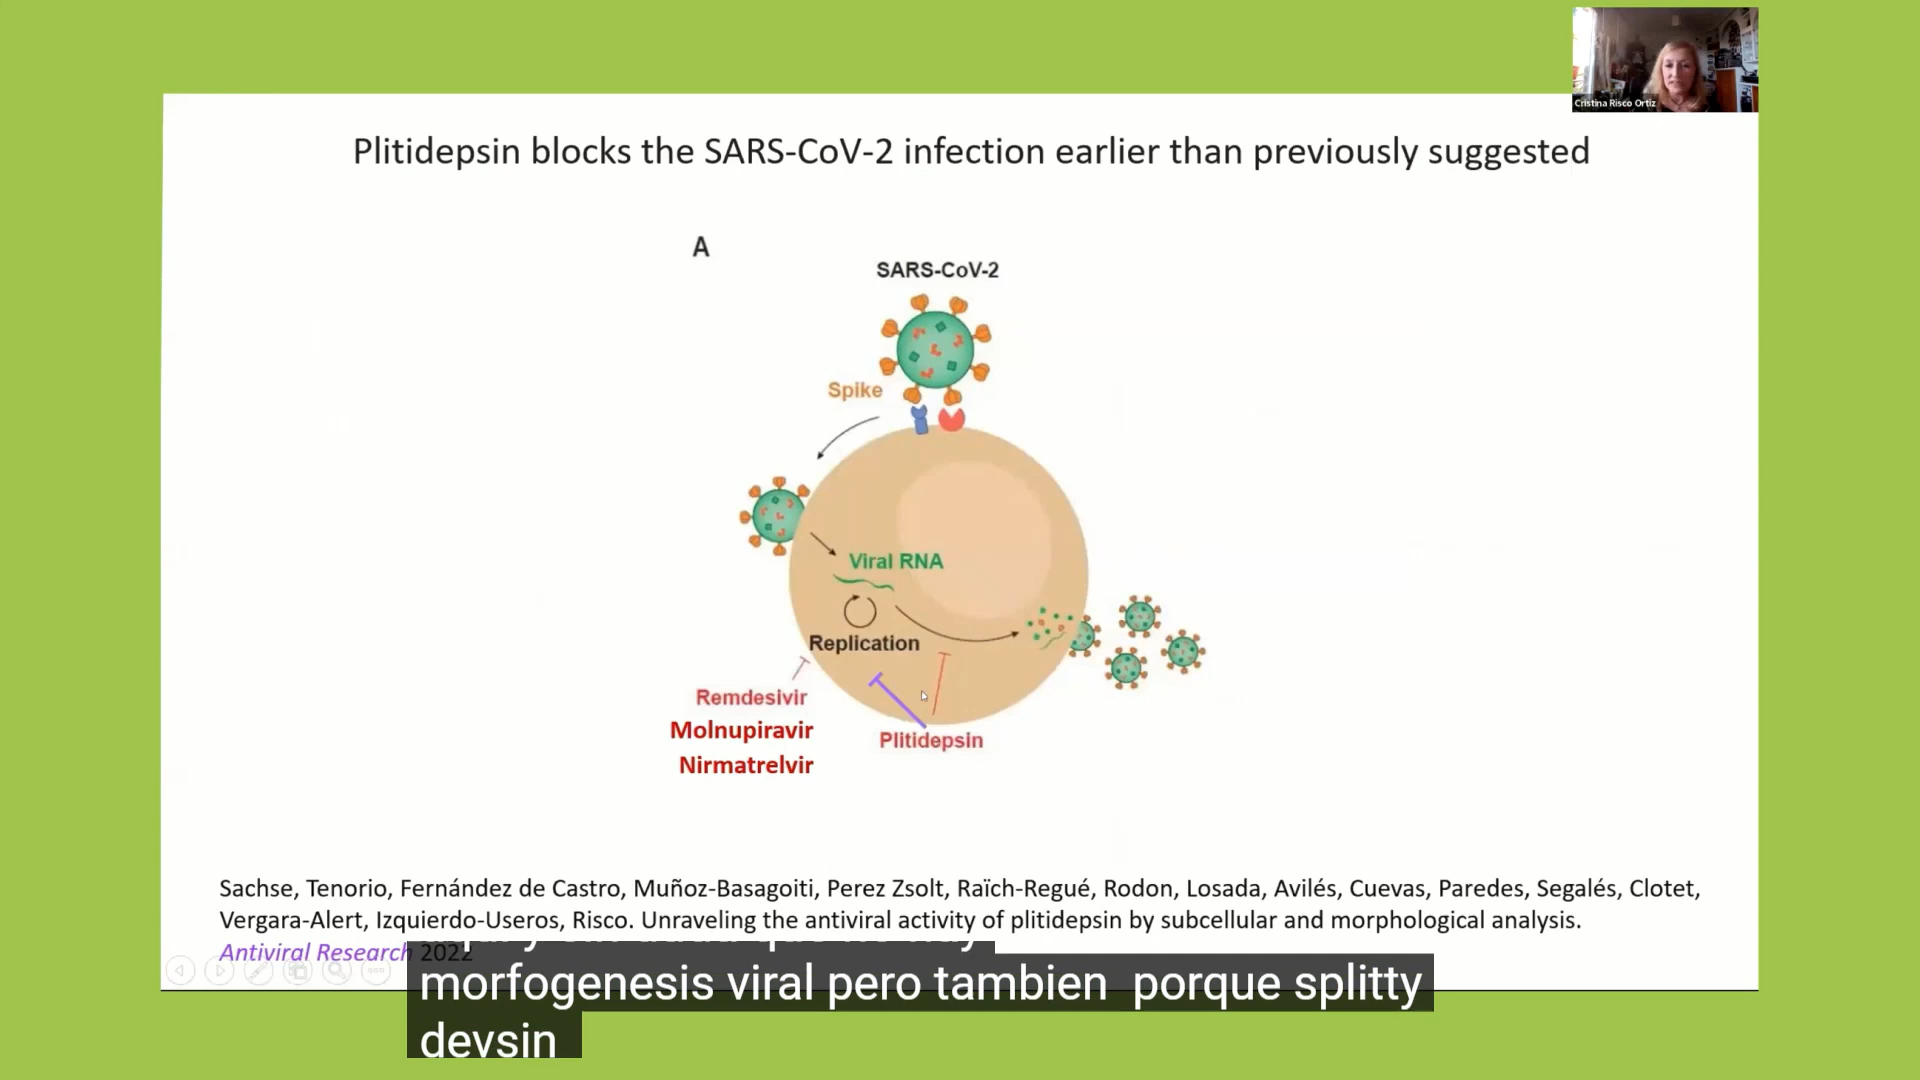 Cristina Risco Ortiz
Plitidepsin blocks the SARS-CoV-2 infection earlier than previously suggested
A
SARS-CoV-2
Spike
Viral RNA
Replication
Remdesivir
Molnupiravir
Nirmatrelvir
Plitidepsin
Sachse, Tenorio, Fernández de Castro, Muñoz-Basagoiti, Perez Zsolt, Raïch-Regué, Rodon, Losada, Avilés, Cuevas, Paredes, Segalés, Clotet,
Vergara-Alert, Izquierdo-Useros, Risco. Unraveling the antiviral activity of plitidepsin by subcellular and morphological analysis.
Antiviral Research 2022
morfogenesis viral pero tambien porque splitty
devsin